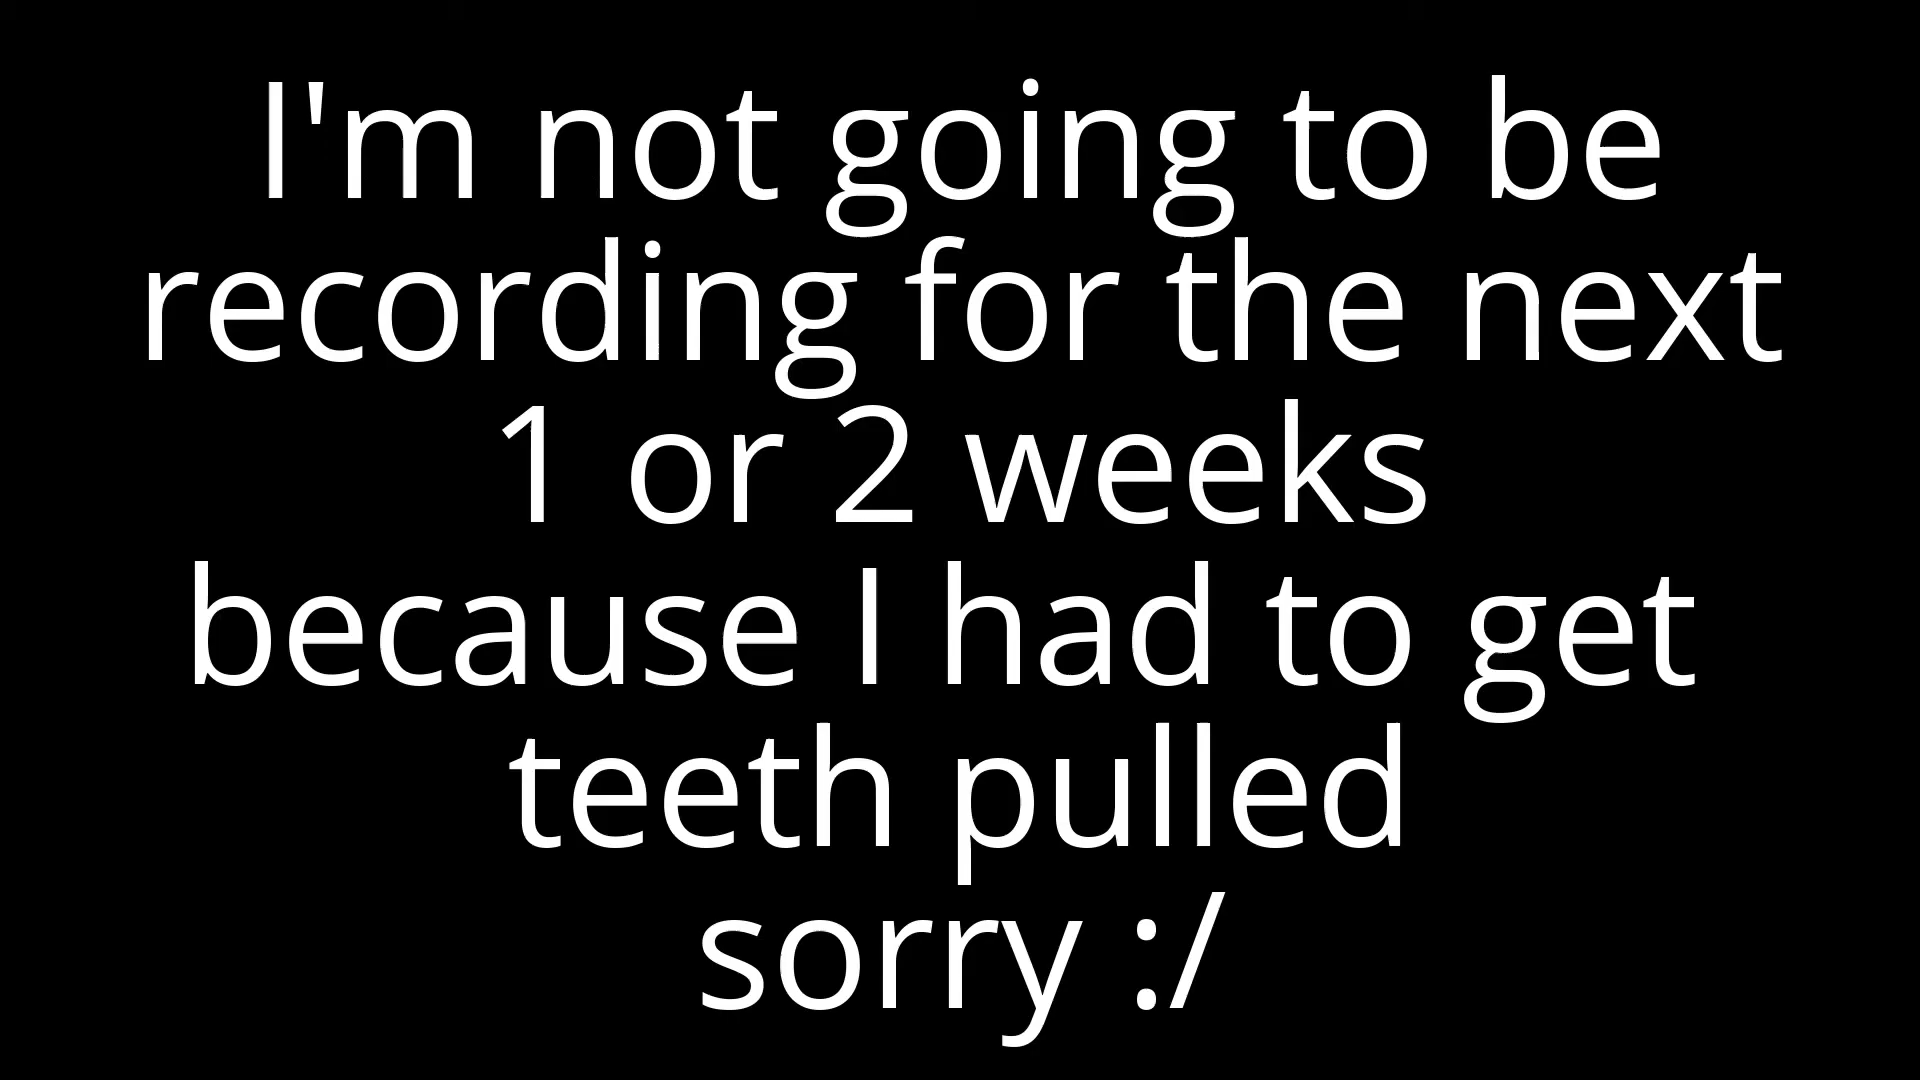 I'm not going to be
recording for the next
1 or 2 weeks
because I had to get
teeth pulled
sorry :/